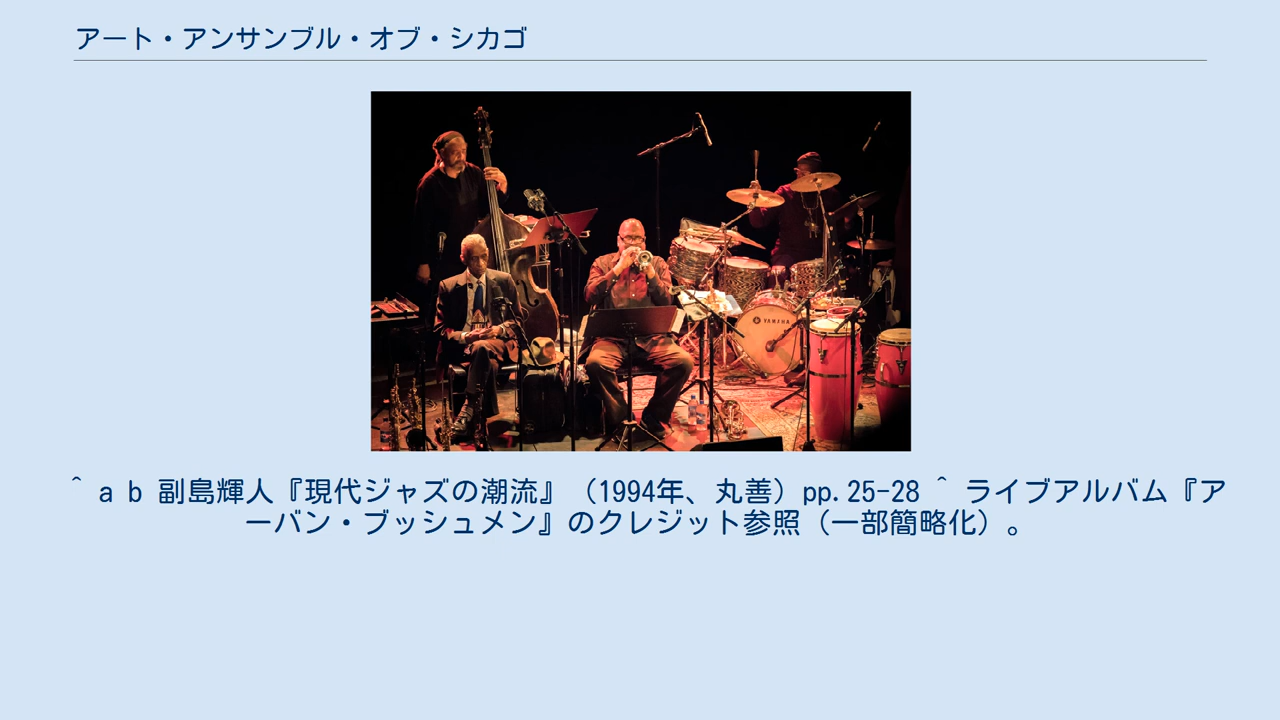 アート・アンサンブル・オブ・シカゴ
YAMAHA
^ a b 副島輝人『現代ジャズの潮流』（1994年、丸善）pp.25-28 ^ ライブアルバム『ア
ーバン・ブッシュメン』のクレジット参照（一部簡略化）。